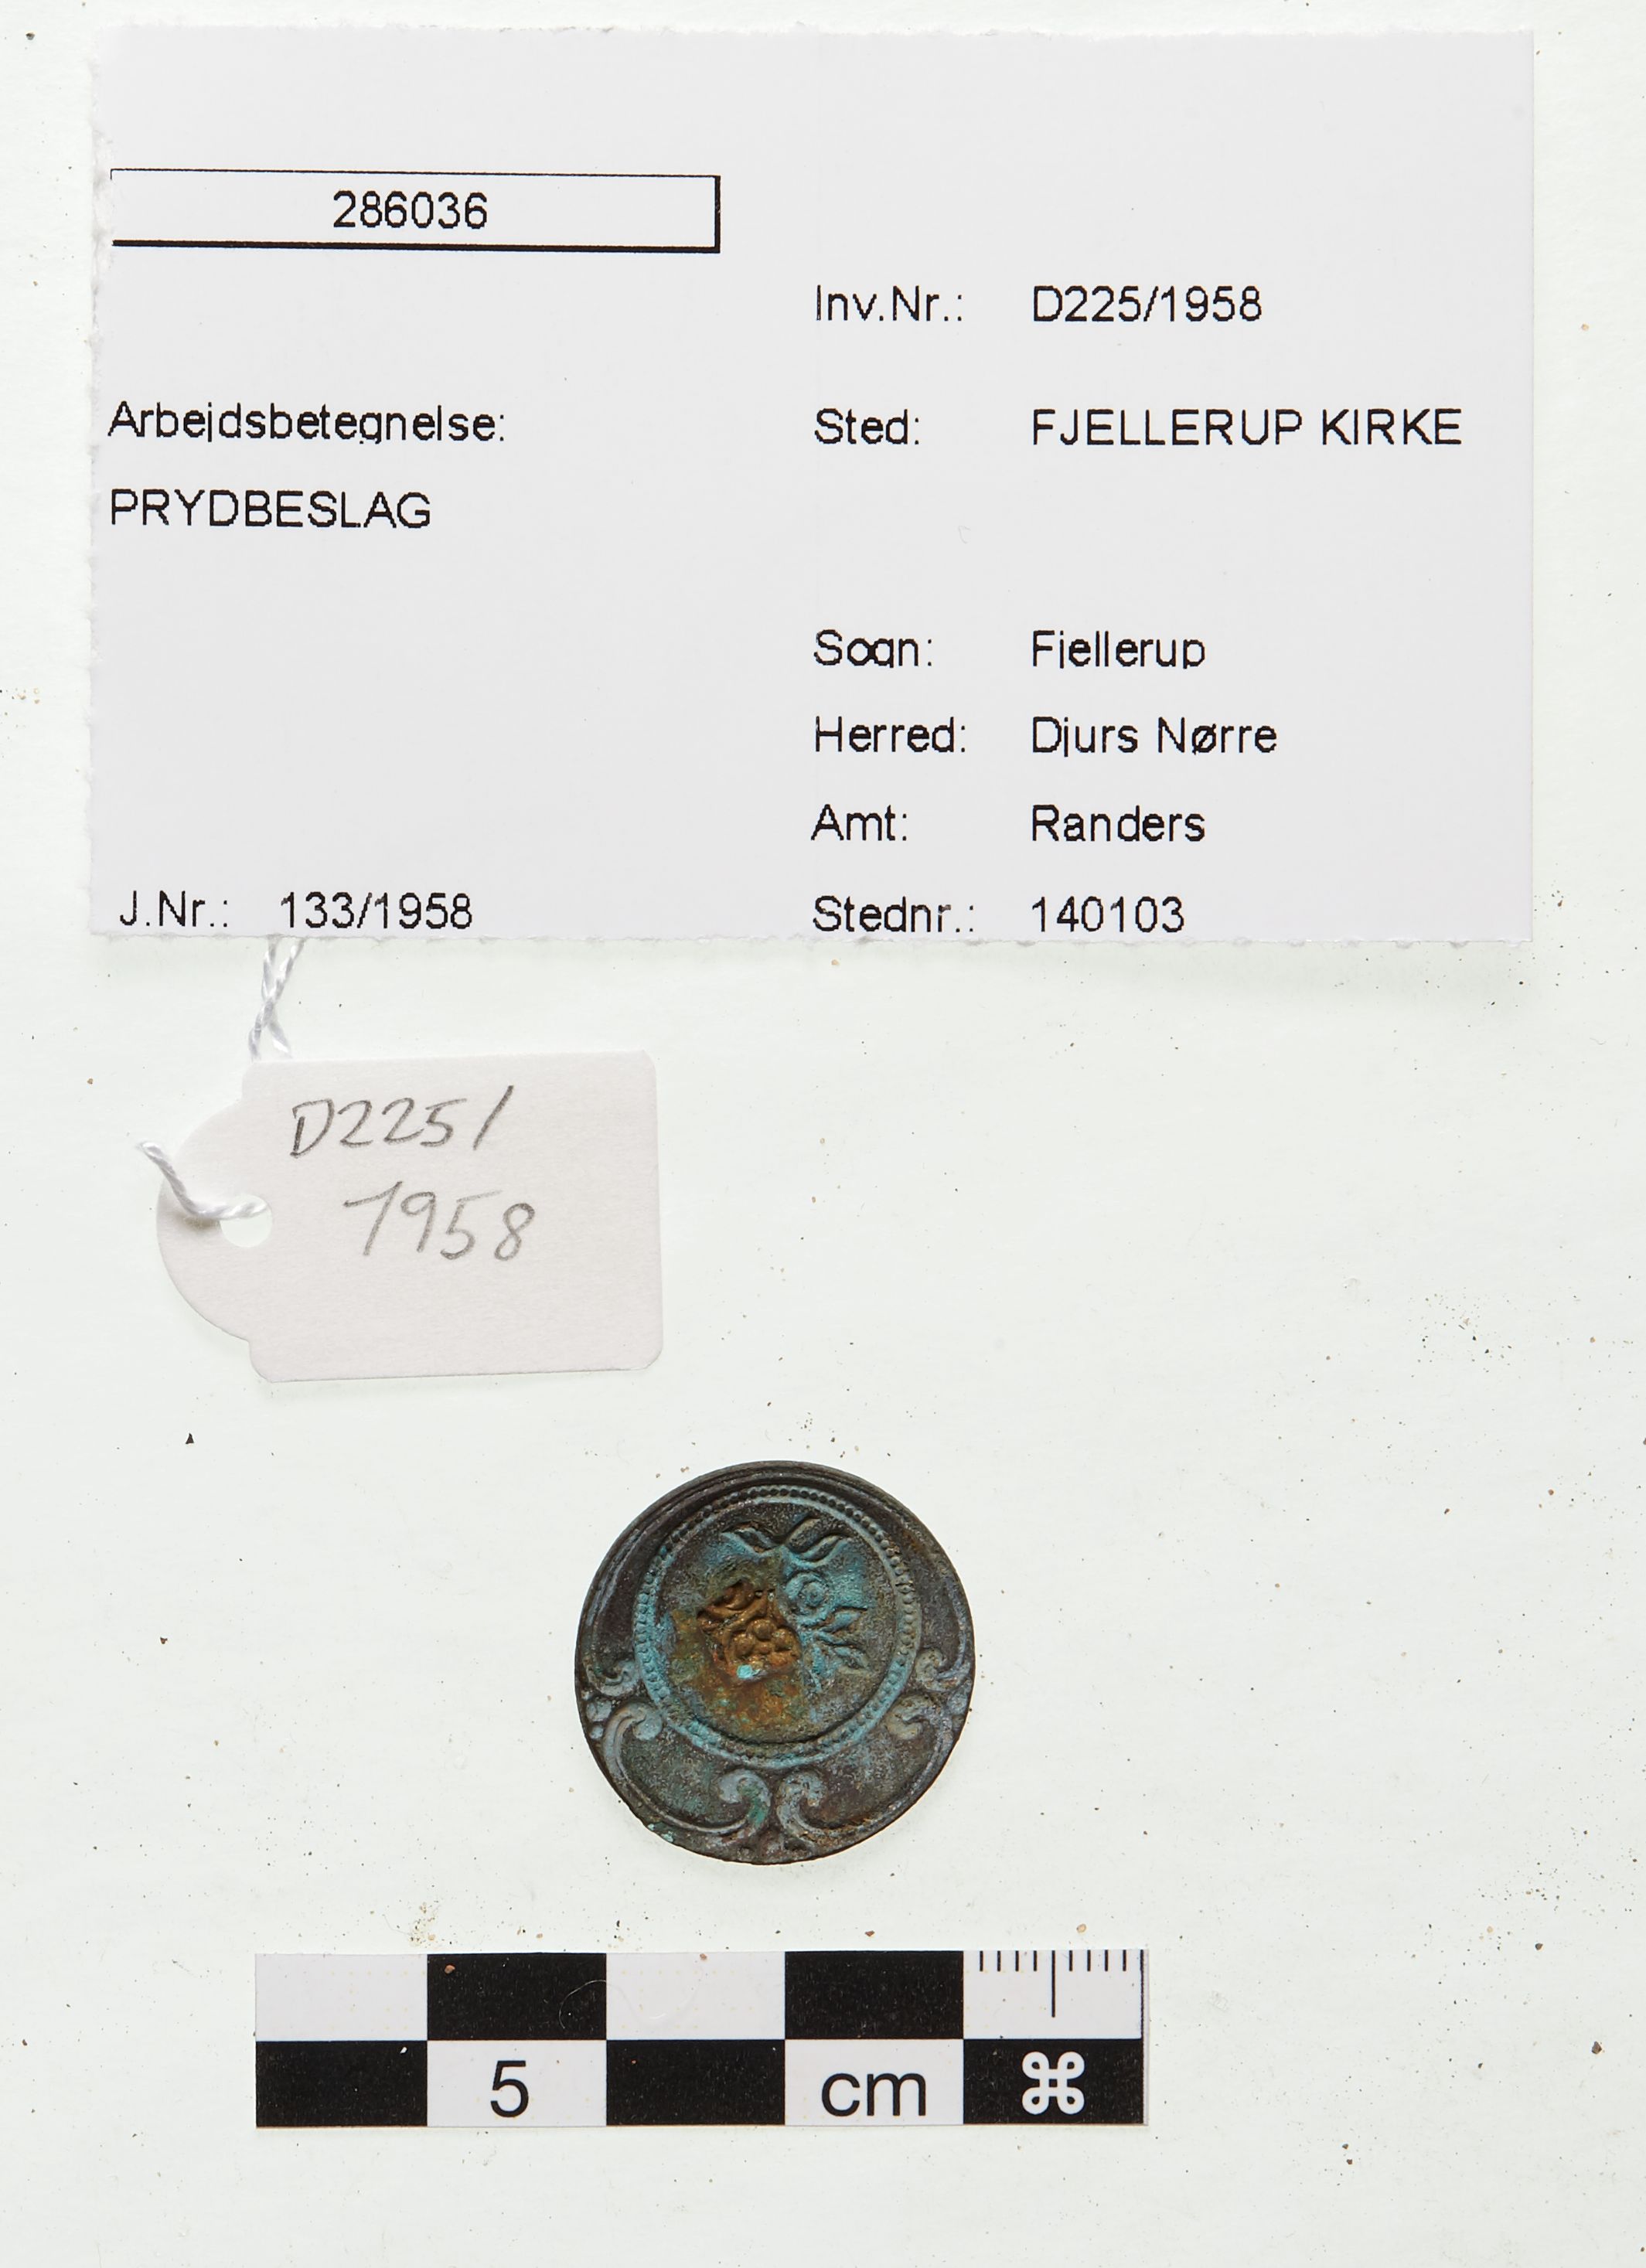 286036
Inv.Nr.: D225/1958
Arbejdsbetegnelse: Sted: FJELLERUP KIRKE
PRYDBESLAG
Sogn: Fjellerup
Herred: Djurs Nørre
Amt: Randers
J.Nr.: 133/1958 Stednr.: 140103
D225/
1958
5 cm